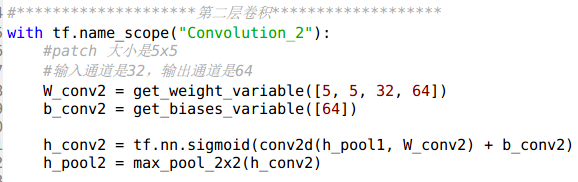 #********************第二层卷积*******************
with tf.name_scope("Convolution_2"):
#patch 大小是5x5
#输入通道是32，输出通道是64
W_conv2 = get_weight_variable([5, 5, 32, 64])
b_conv2 = get_biases_variable([64])
h_conv2 = tf.nn.sigmoid(conv2d(h_pool1, W_conv2) + b_conv2)
h_pool2 = max_pool_2x2(h_conv2)